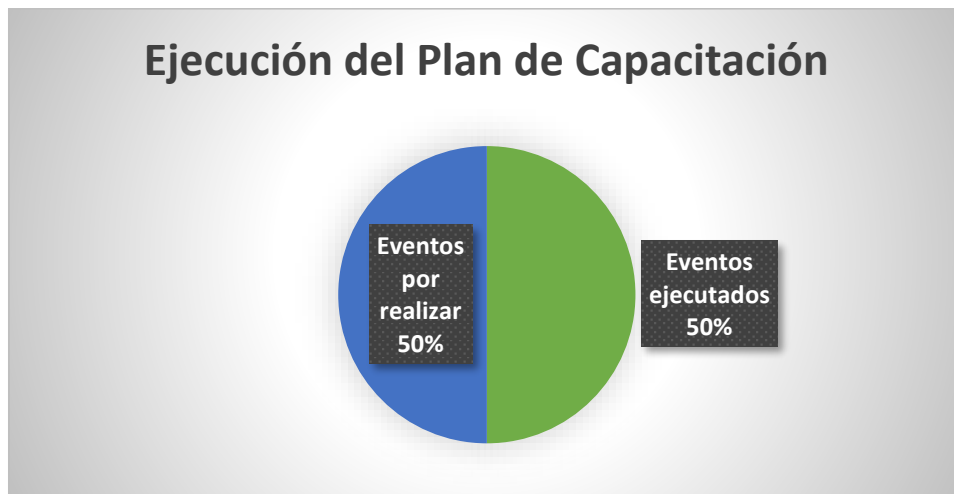 Ejecución del Plan de Capacitación
Eventos
por
realizar
50%
Eventos
ejecutados
50%